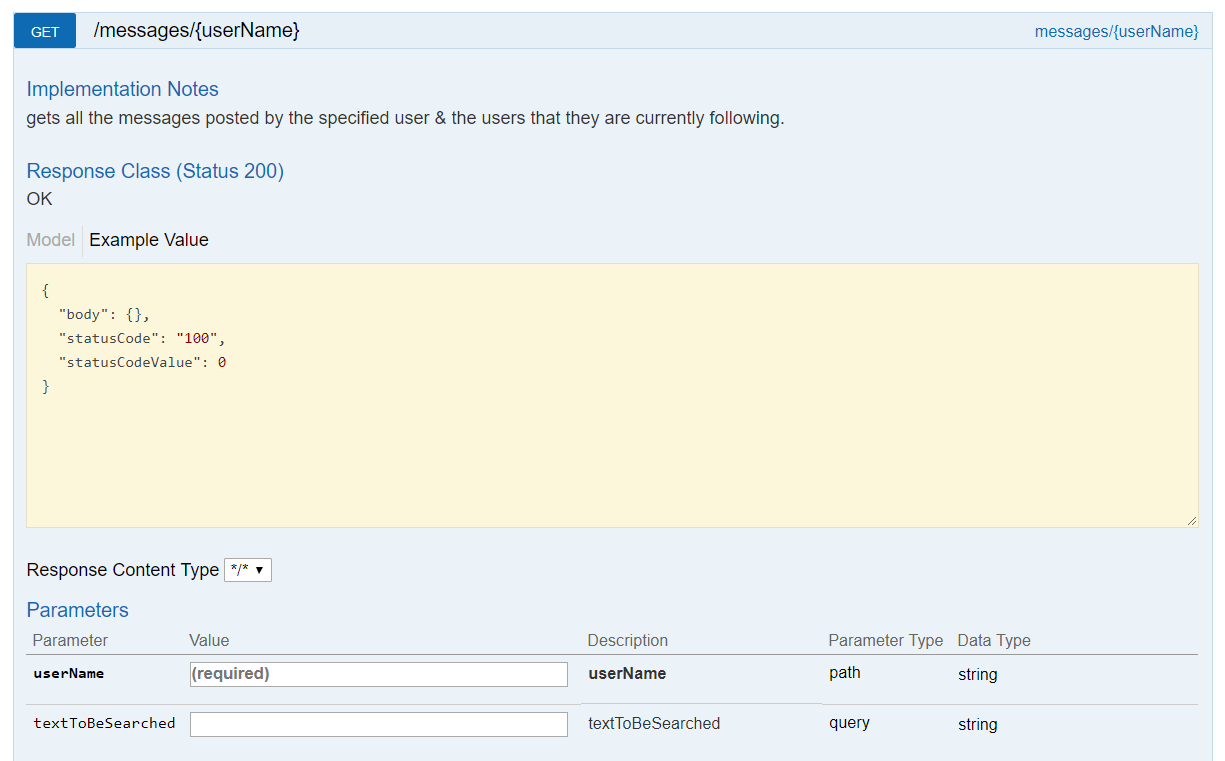 GET /messages/{userName} messages/{userName}
Implementation Notes
gets all the messages posted by the specified user & the users that they are currently following.
Response Class (Status 200)
OK
Model Example Value
{
"body": {},
"statusCode": "100",
"statusCodeValue": 0
}
Response Content Type */* ▼
Parameters
Parameter Value Description Parameter Type Data Type
userName (required) userName path string
textToBeSearched textToBeSearched query string